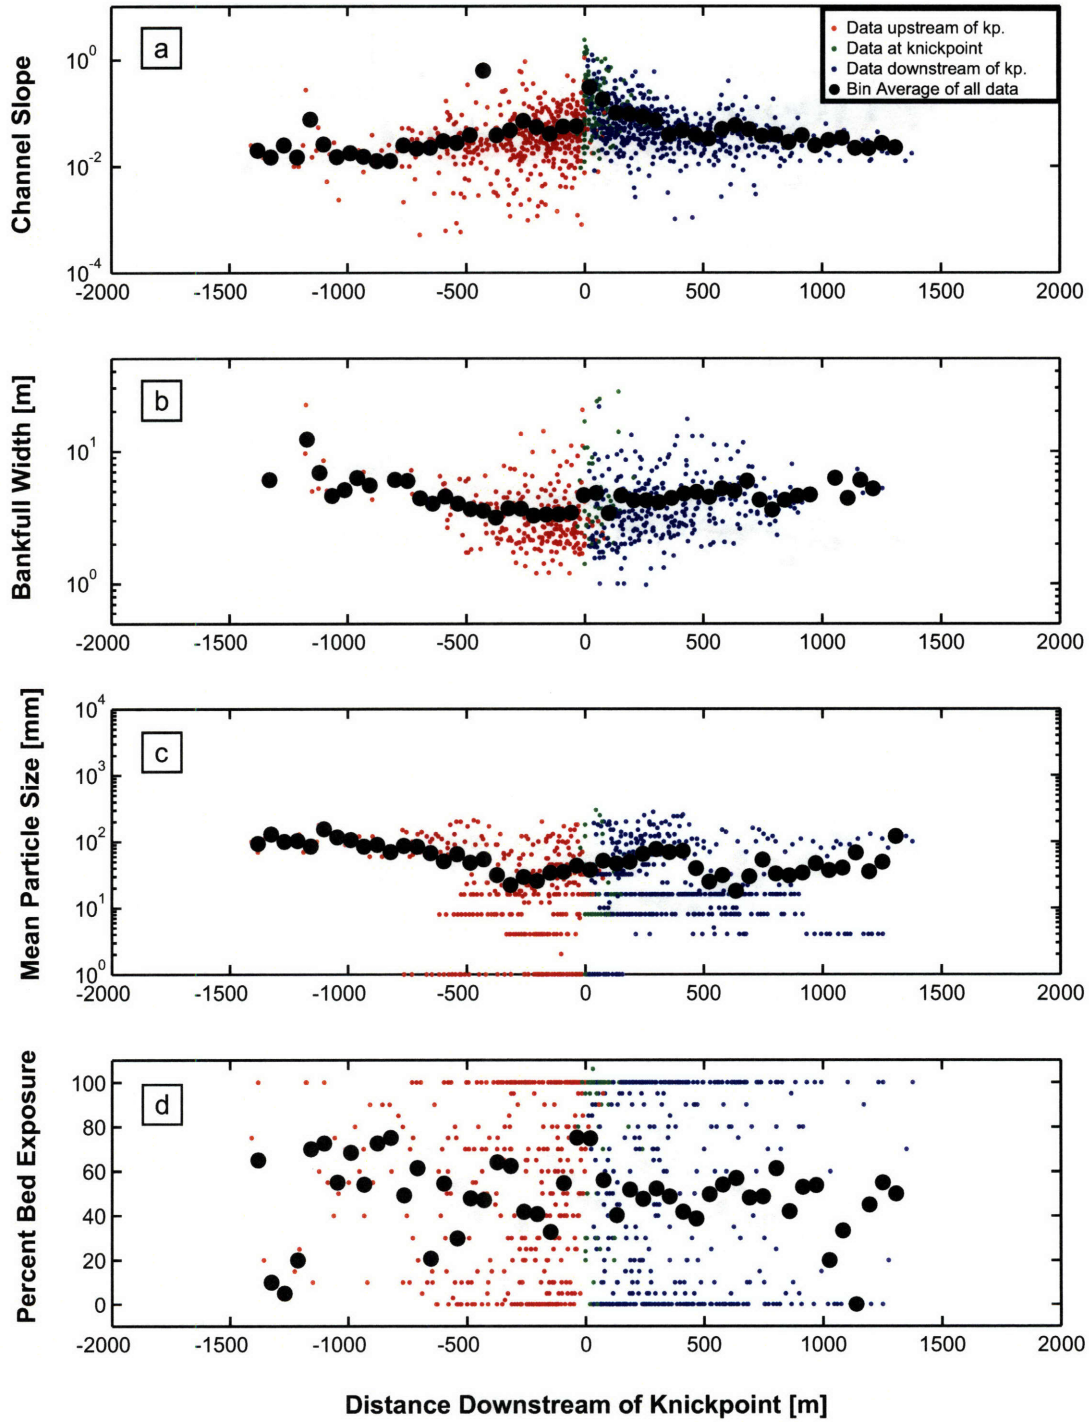 a
Data upstream of kp.
Data at knickpoint
Data downstream of kp.
Bin Average of all data
Channel Slope
10^0
10^-2
10^-4
-2000 -1500 -1000 -500 0 500 1000 1500 2000
b
Bankfull Width [m]
10^1
10^0
-2000 -1500 -1000 -500 0 500 1000 1500 2000
c
Mean Particle Size [mm]
10^4
10^3
10^2
10^1
10^0
-2000 -1500 -1000 -500 0 500 1000 1500 2000
d
Percent Bed Exposure
100
80
60
40
20
0
-2000 -1500 -1000 -500 0 500 1000 1500 2000
Distance Downstream of Knickpoint [m]